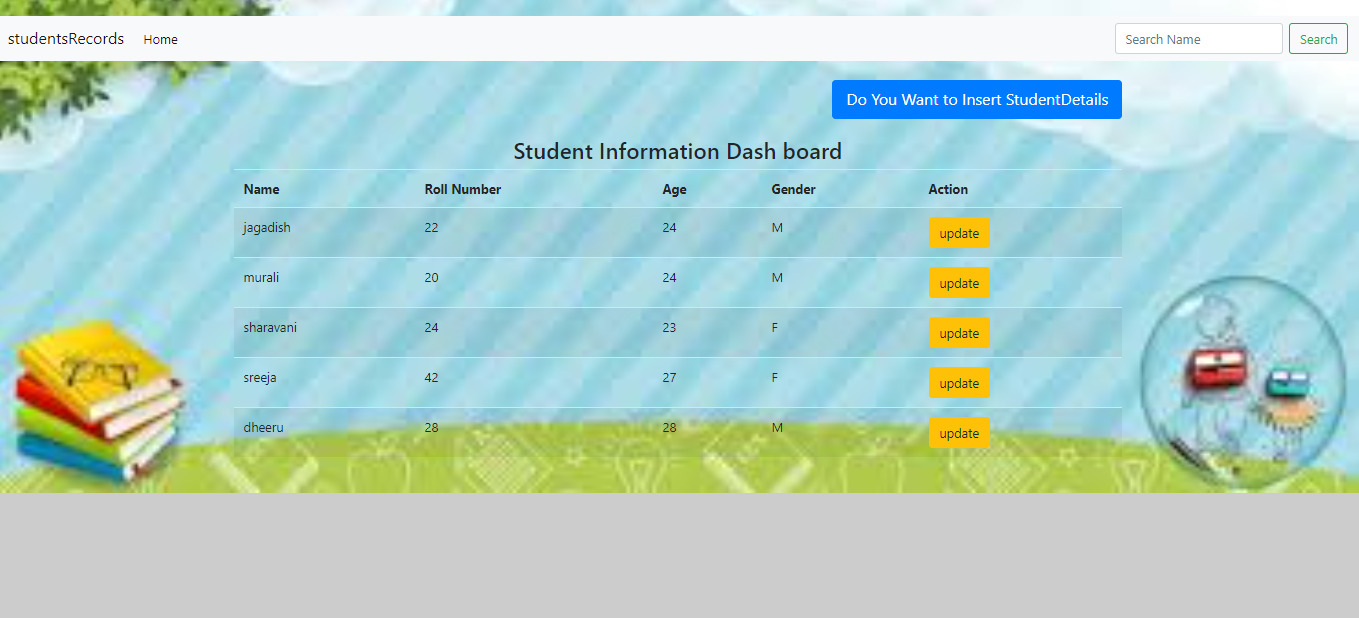 studentsRecords Home Search Name Search
Do You Want to Insert StudentDetails
Student Information Dash board
Name Roll Number Age Gender Action
jagadish 22 24 M update
murali 20 24 M update
sharavani 24 23 F update
sreeja 42 27 F update
dheeru 28 28 M update